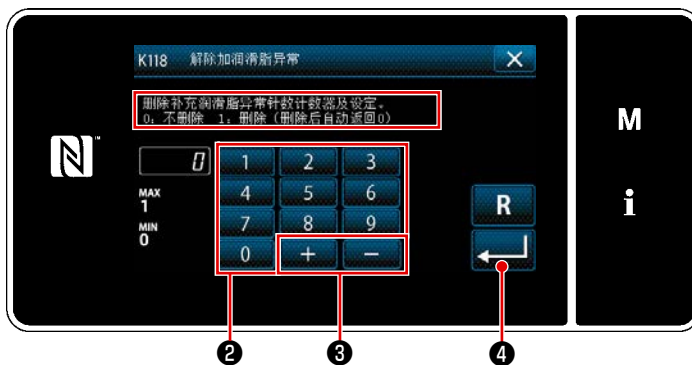 K118 解除加润滑脂异常
删除补充润滑脂异常针数计数器及设定。
0：不删除 1：删除（删除后自动返回0）
M
N
0
1 2 3
MAX
1
4 5 6
R
i
MIN
0
7 8 9
0 + −
❷ ❸ ❹